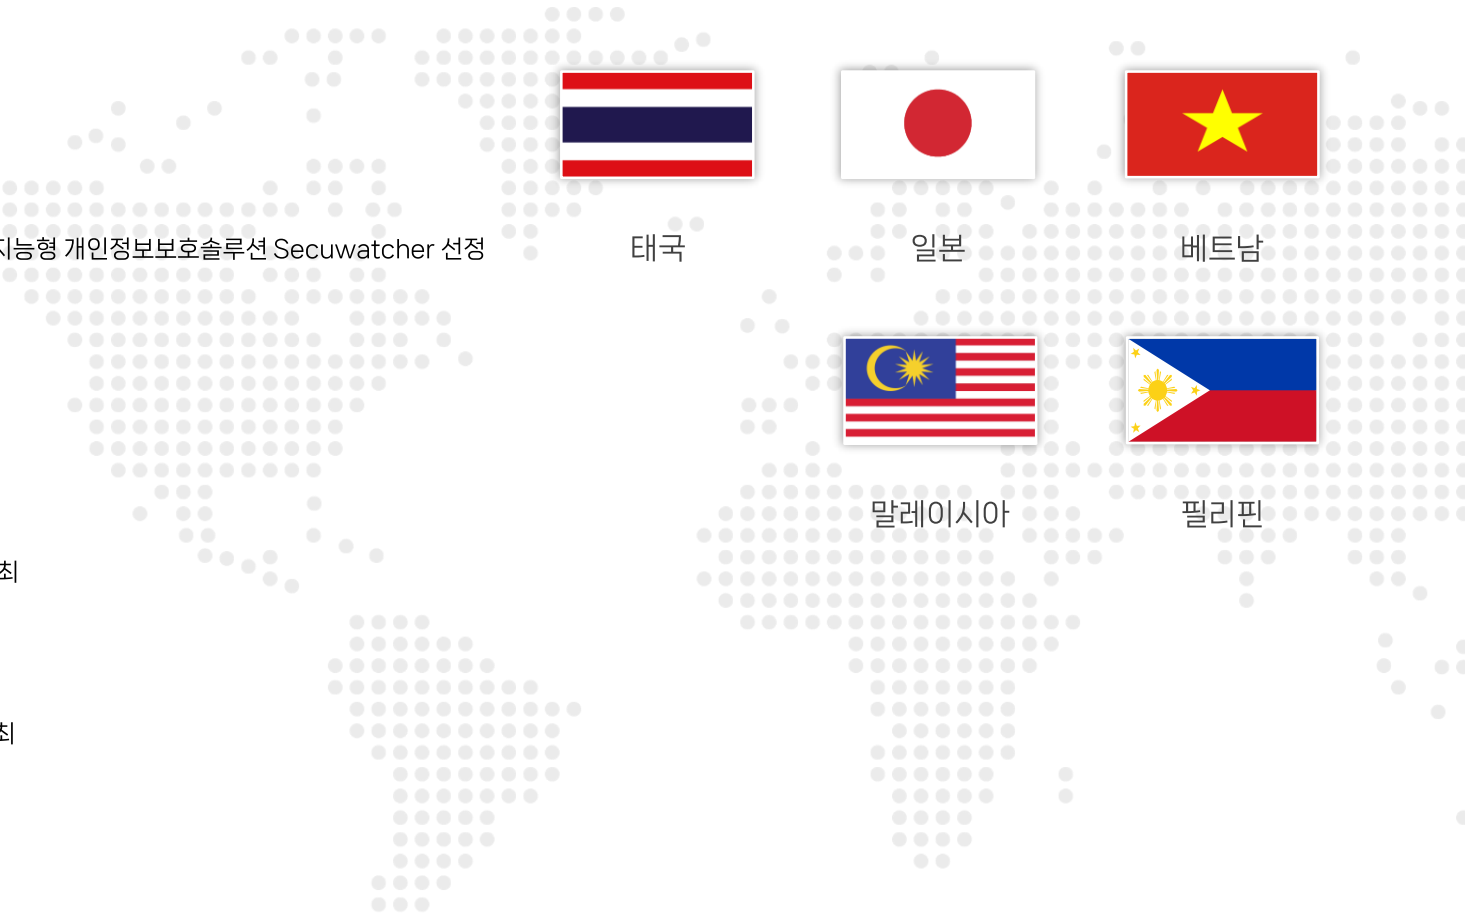 지능형 개인정보보호솔루션 Secuwatcher 선정
태국
일본
베트남
말레이시아
필리핀
최
최